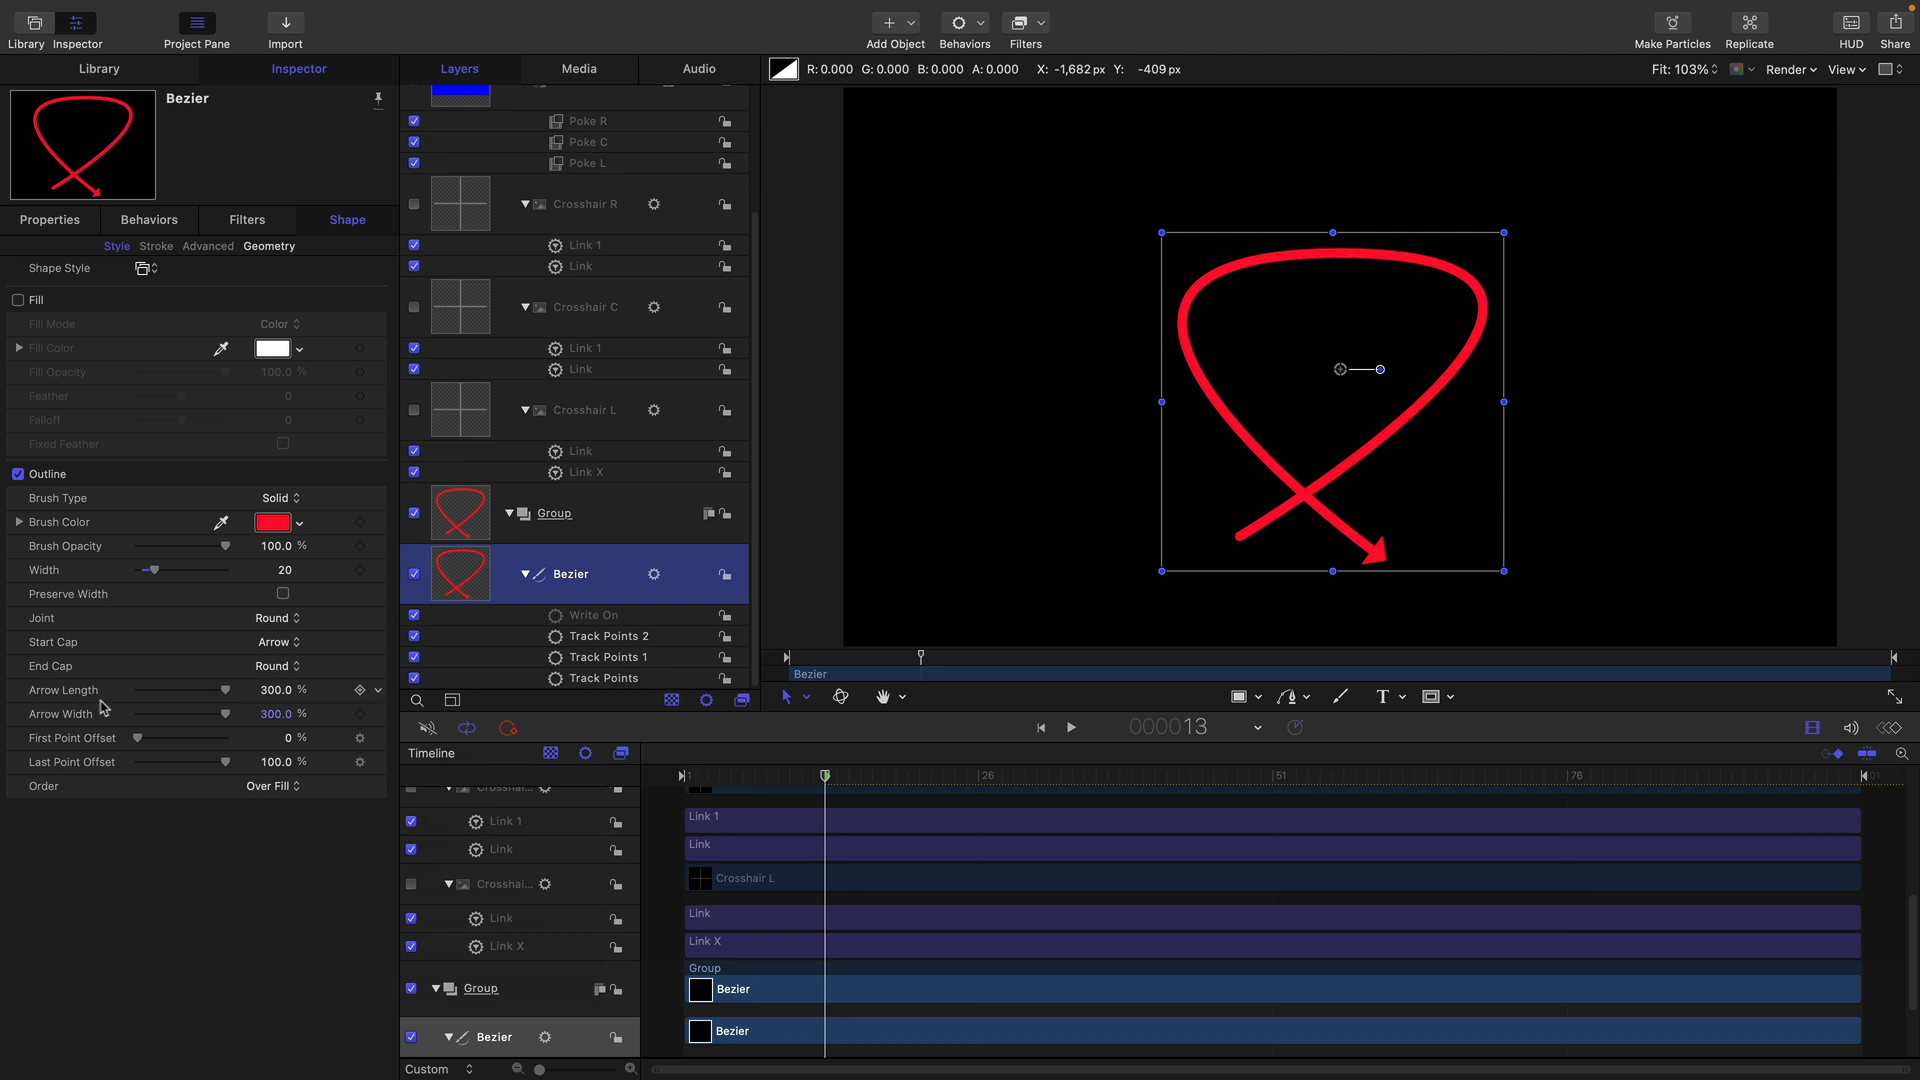 Library
Inspector
Project Pane
Import
Add Object
Behaviors
Filters
Make Particles
Replicate
HUD
Share
Library
Inspector
Layers
Media
Audio
R: 0.000 G: 0.000 B: 0.000 A: 0.000 X: -1,682 px Y: -409 px
Fit: 103%
Render
View
Bezier
Properties
Behaviors
Filters
Shape
Style Stroke Advanced Geometry
Shape Style
Fill
Fill Mode Color
Fill Color
Fill Opacity 100.0 %
Feather 0
Falloff 0
Fixed Feather
Outline
Brush Type Solid
Brush Color
Brush Opacity 100.0 %
Width 20
Preserve Width
Joint Round
Start Cap Arrow
End Cap Round
Arrow Length 300.0 %
Arrow Width 300.0 %
First Point Offset 0 %
Last Point Offset 100.0 %
Order Over Fill
Poke R
Poke C
Poke L
Crosshair R
Link 1
Link
Crosshair C
Link 1
Link
Crosshair L
Link
Link X
Group
Bezier
Write On
Track Points 2
Track Points 1
Track Points
Bezier
T
000013
Timeline
1
26
51
76
Link 1
Link 1
Link
Link
Crosshai...
Crosshair L
Link
Link
Link X
Link X
Group
Group
Bezier
Bezier
Bezier
Custom